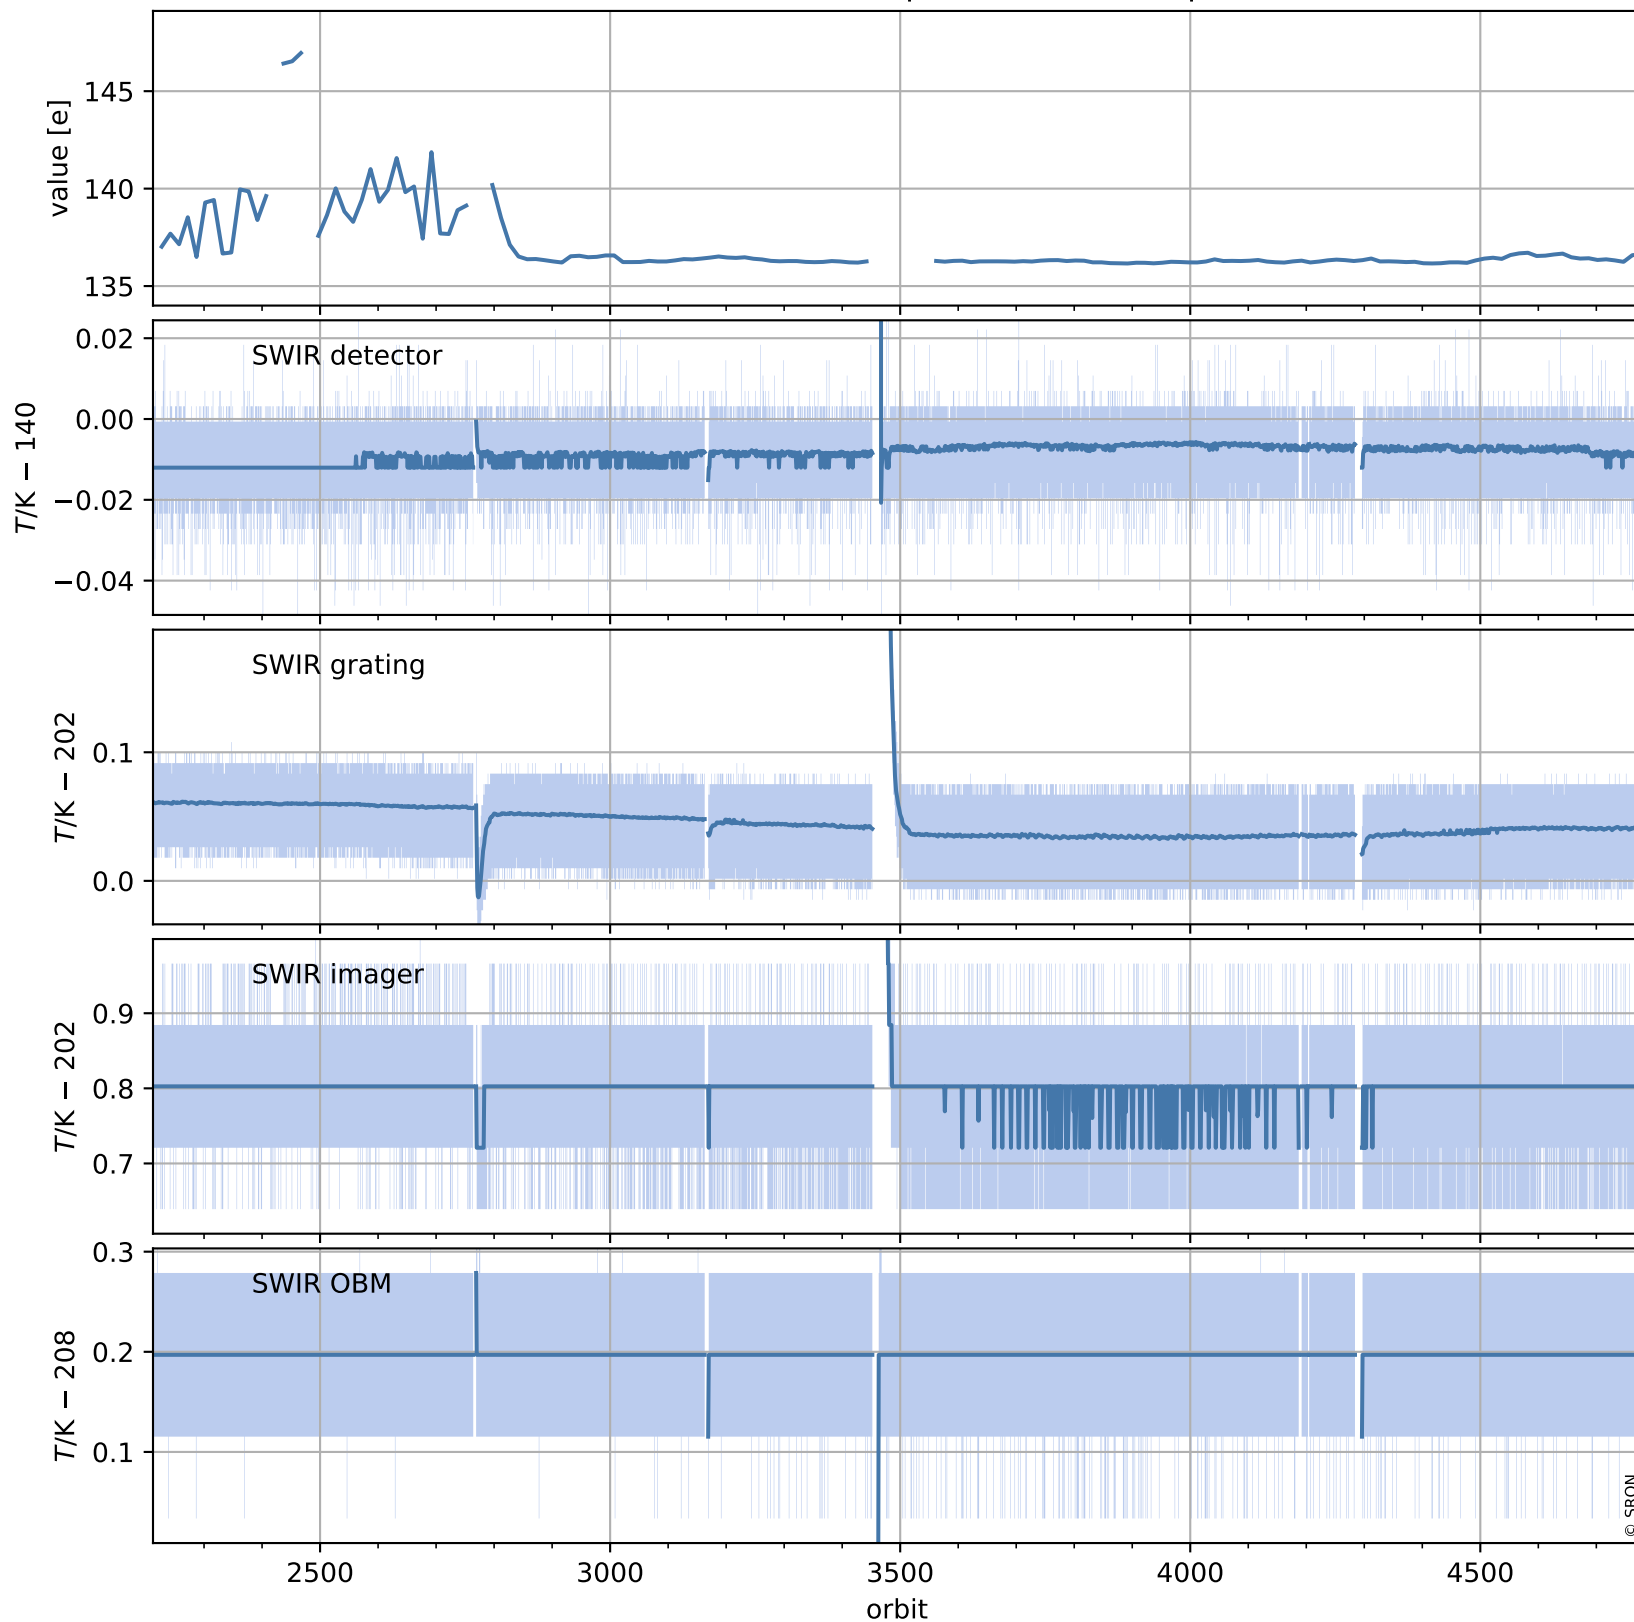 value [e]
145
140
135
SWIR detector
T/K − 140
0.02
0.00
−0.02
−0.04
SWIR grating
T/K − 202
0.1
0.0
SWIR imager
T/K − 202
0.9
0.8
0.7
SWIR OBM
T/K − 208
0.3
0.2
0.1
© SRON
2500
3000
3500
4000
4500
orbit